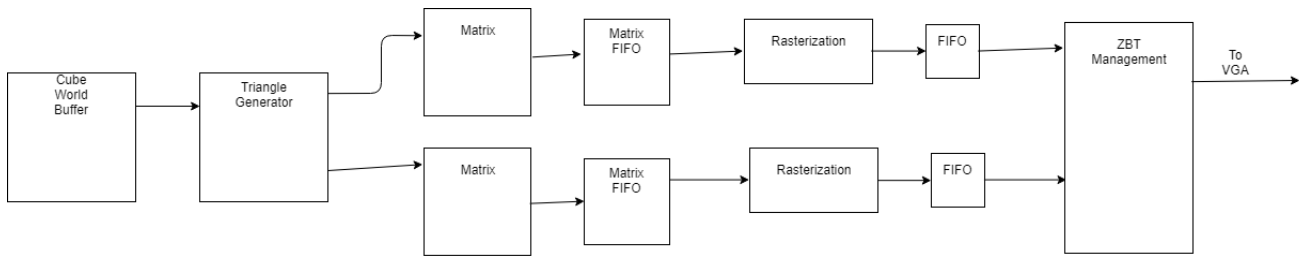 Cube
World
Buffer
Triangle
Generator
Matrix
Matrix
FIFO
Rasterization
FIFO
ZBT
Management
To
VGA
Matrix
Matrix
FIFO
Rasterization
FIFO